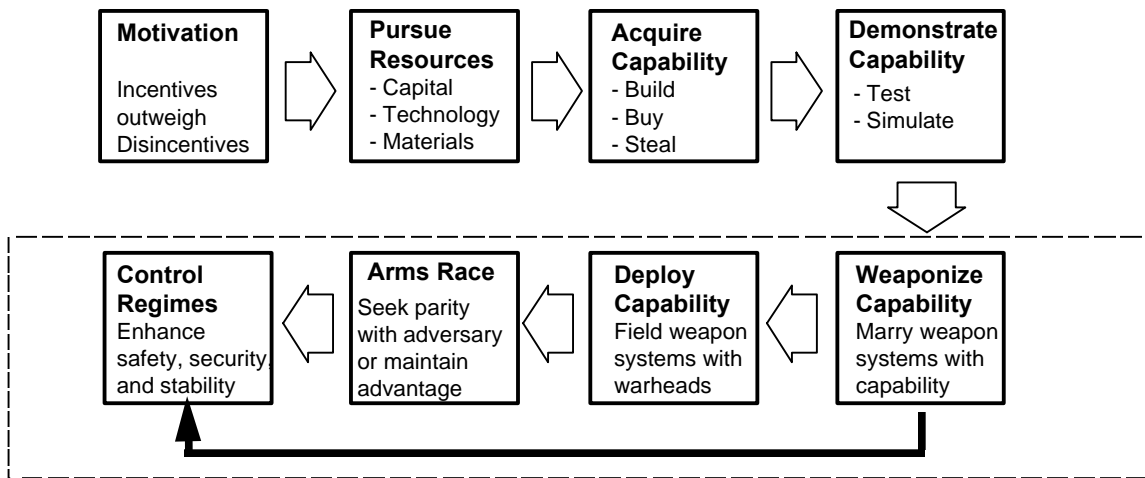 Motivation
Incentives
outweigh
Disincentives
Pursue
Resources
- Capital
- Technology
- Materials
Acquire
Capability
- Build
- Buy
- Steal
Demonstrate
Capability
- Test
- Simulate
Control
Regimes
Enhance
safety, security,
and stability
Arms Race
Seek parity
with adversary
or maintain
advantage
Deploy
Capability
Field weapon
systems with
warheads
Weaponize
Capability
Marry weapon
systems with
capability